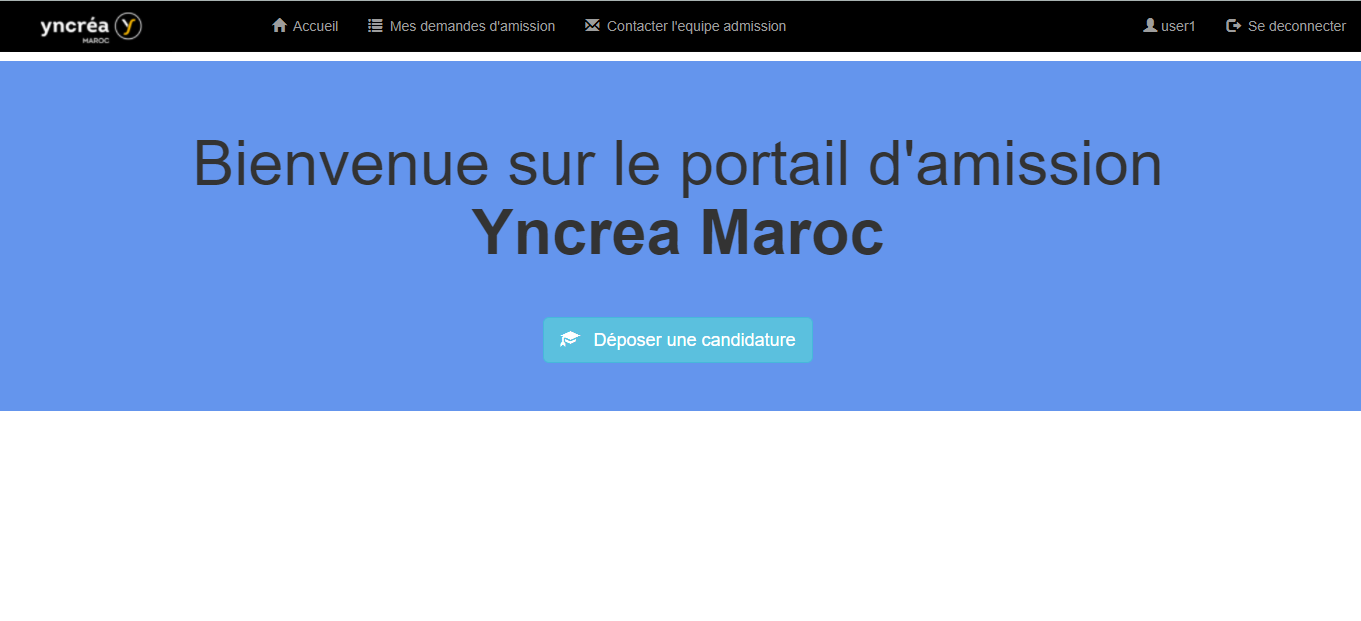 yncréa
MAROC
Accueil
Mes demandes d'amission
Contacter l'equipe admission
user1
Se deconnecter
Bienvenue sur le portail d'amission
Yncrea Maroc
Déposer une candidature